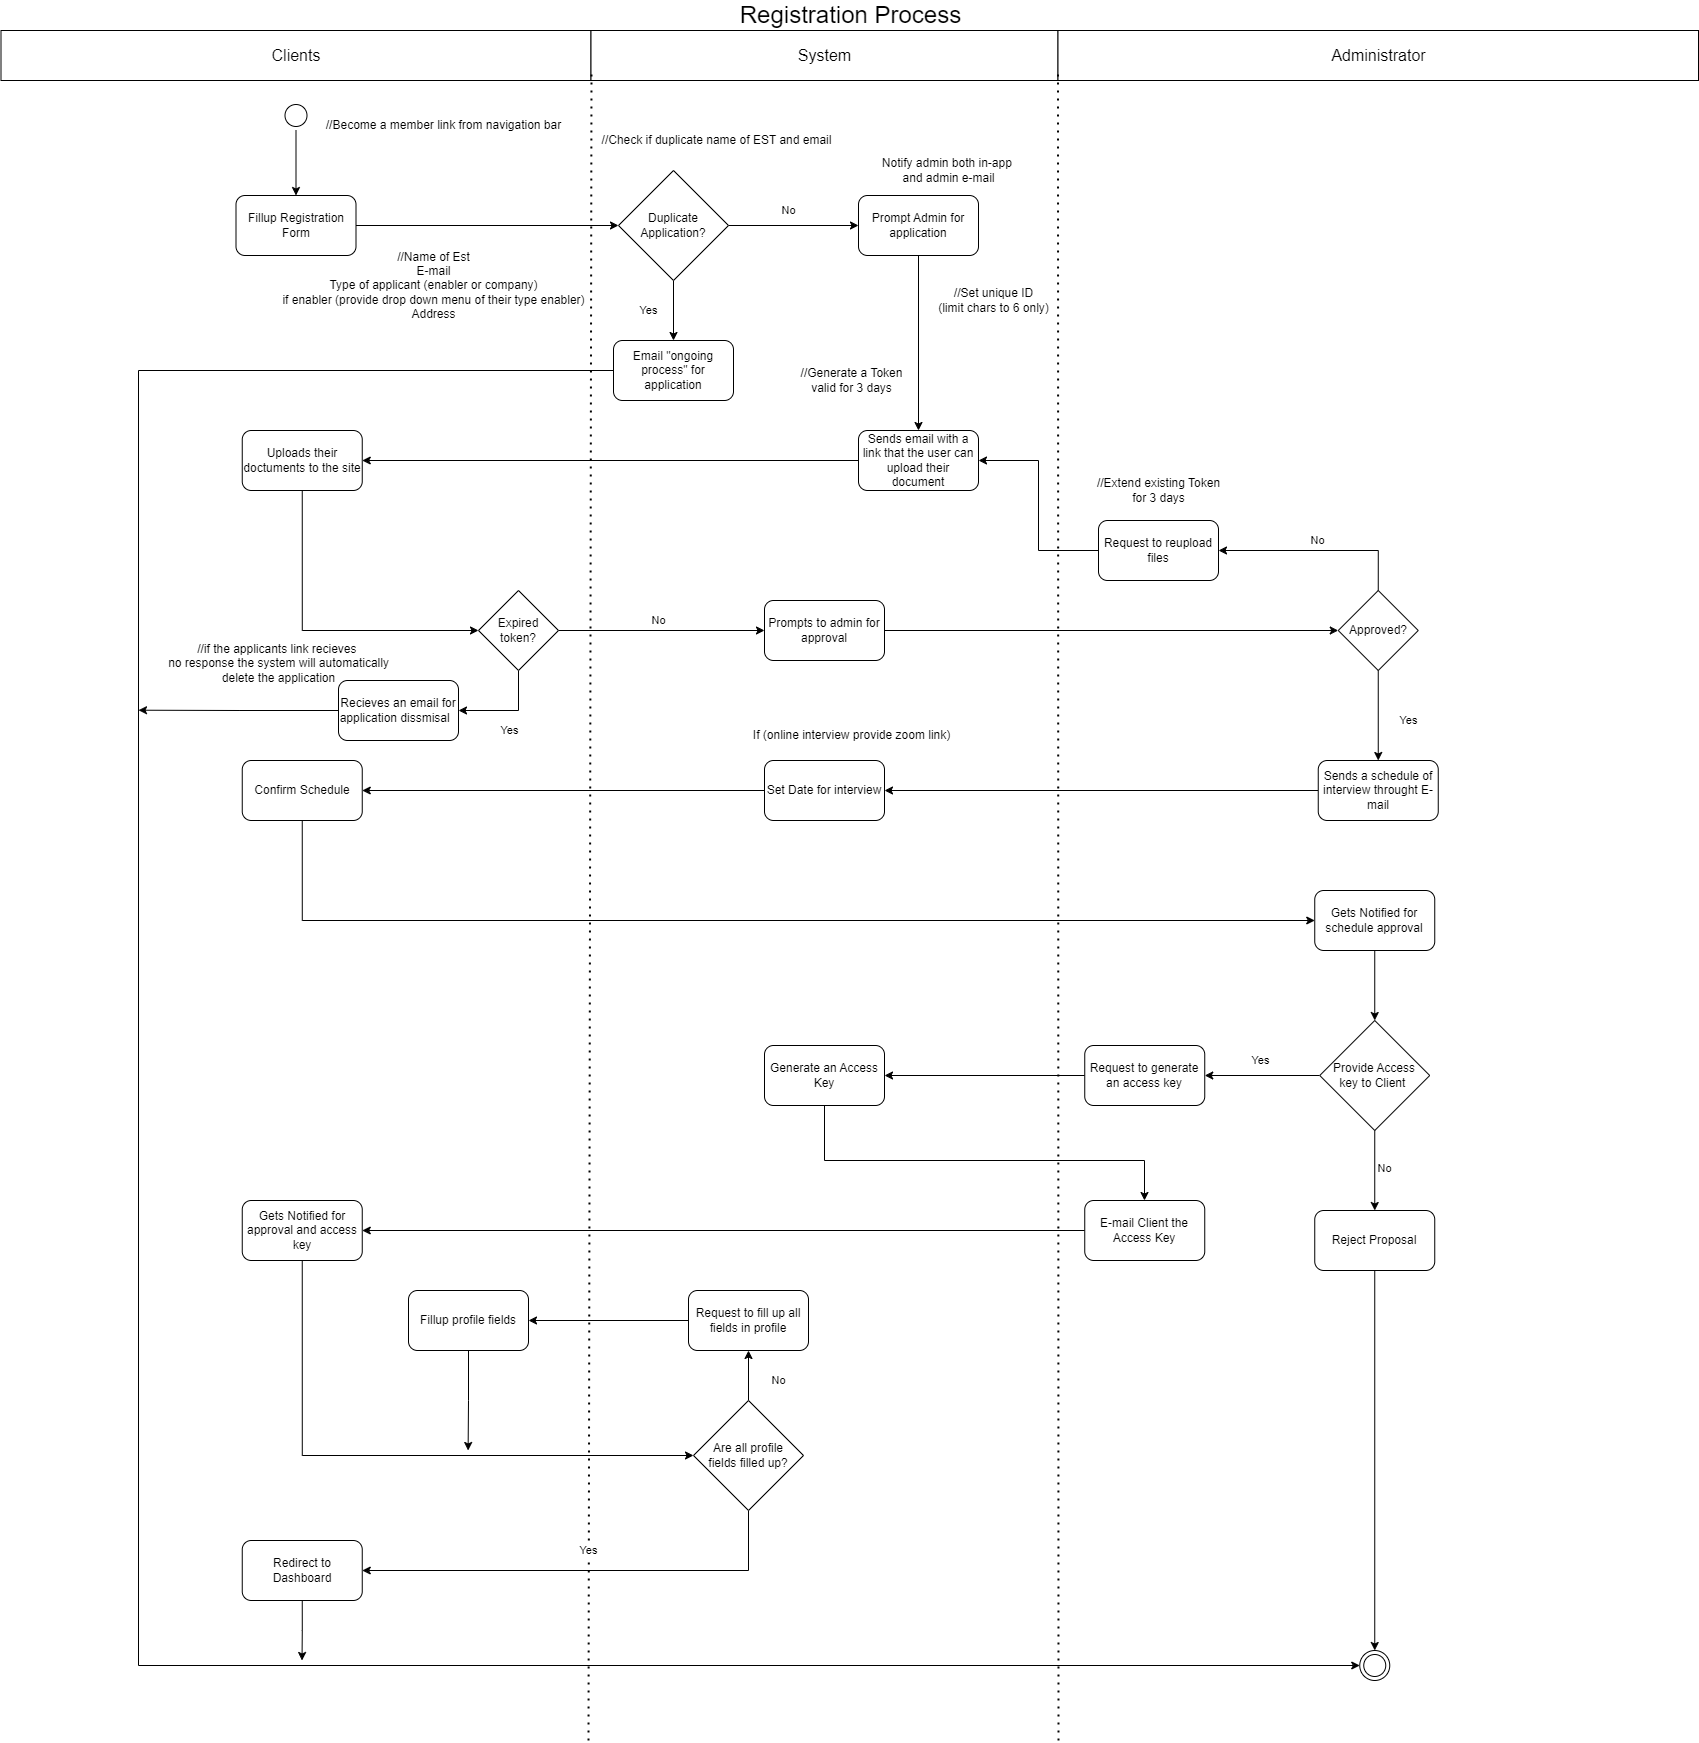 Registration Process
Clients
System
Administrator
//Become a member link from navigation bar
//Check if duplicate name of EST and email
Notify admin both in-app
and admin e-mail
Fillup Registration
Form
Duplicate
Application?
No
Prompt Admin for
application
//Name of Est
E-mail
Type of applicant (enabler or company)
if enabler (provide drop down menu of their type enabler)
Address
Yes
//Set unique ID
(limit chars to 6 only)
Email "ongoing
process" for
application
//Generate a Token
valid for 3 days
Uploads their
doctuments to the site
Sends email with a
link that the user can
upload their
document
//Extend existing Token
for 3 days
Request to reupload
files
No
Expired
token?
No
Prompts to admin for
approval
Approved?
//if the applicants link recieves
no response the system will automatically
delete the application
Recieves an email for
application dissmisal
Yes
Yes
If (online interview provide zoom link)
Confirm Schedule
Set Date for interview
Sends a schedule of
interview throught E-
mail
Gets Notified for
schedule approval
Generate an Access
Key
Request to generate
an access key
Yes
Provide Access
key to Client
No
Gets Notified for
approval and access
key
E-mail Client the
Access Key
Reject Proposal
Fillup profile fields
Request to fill up all
fields in profile
No
Are all profile
fields filled up?
Yes
Redirect to
Dashboard